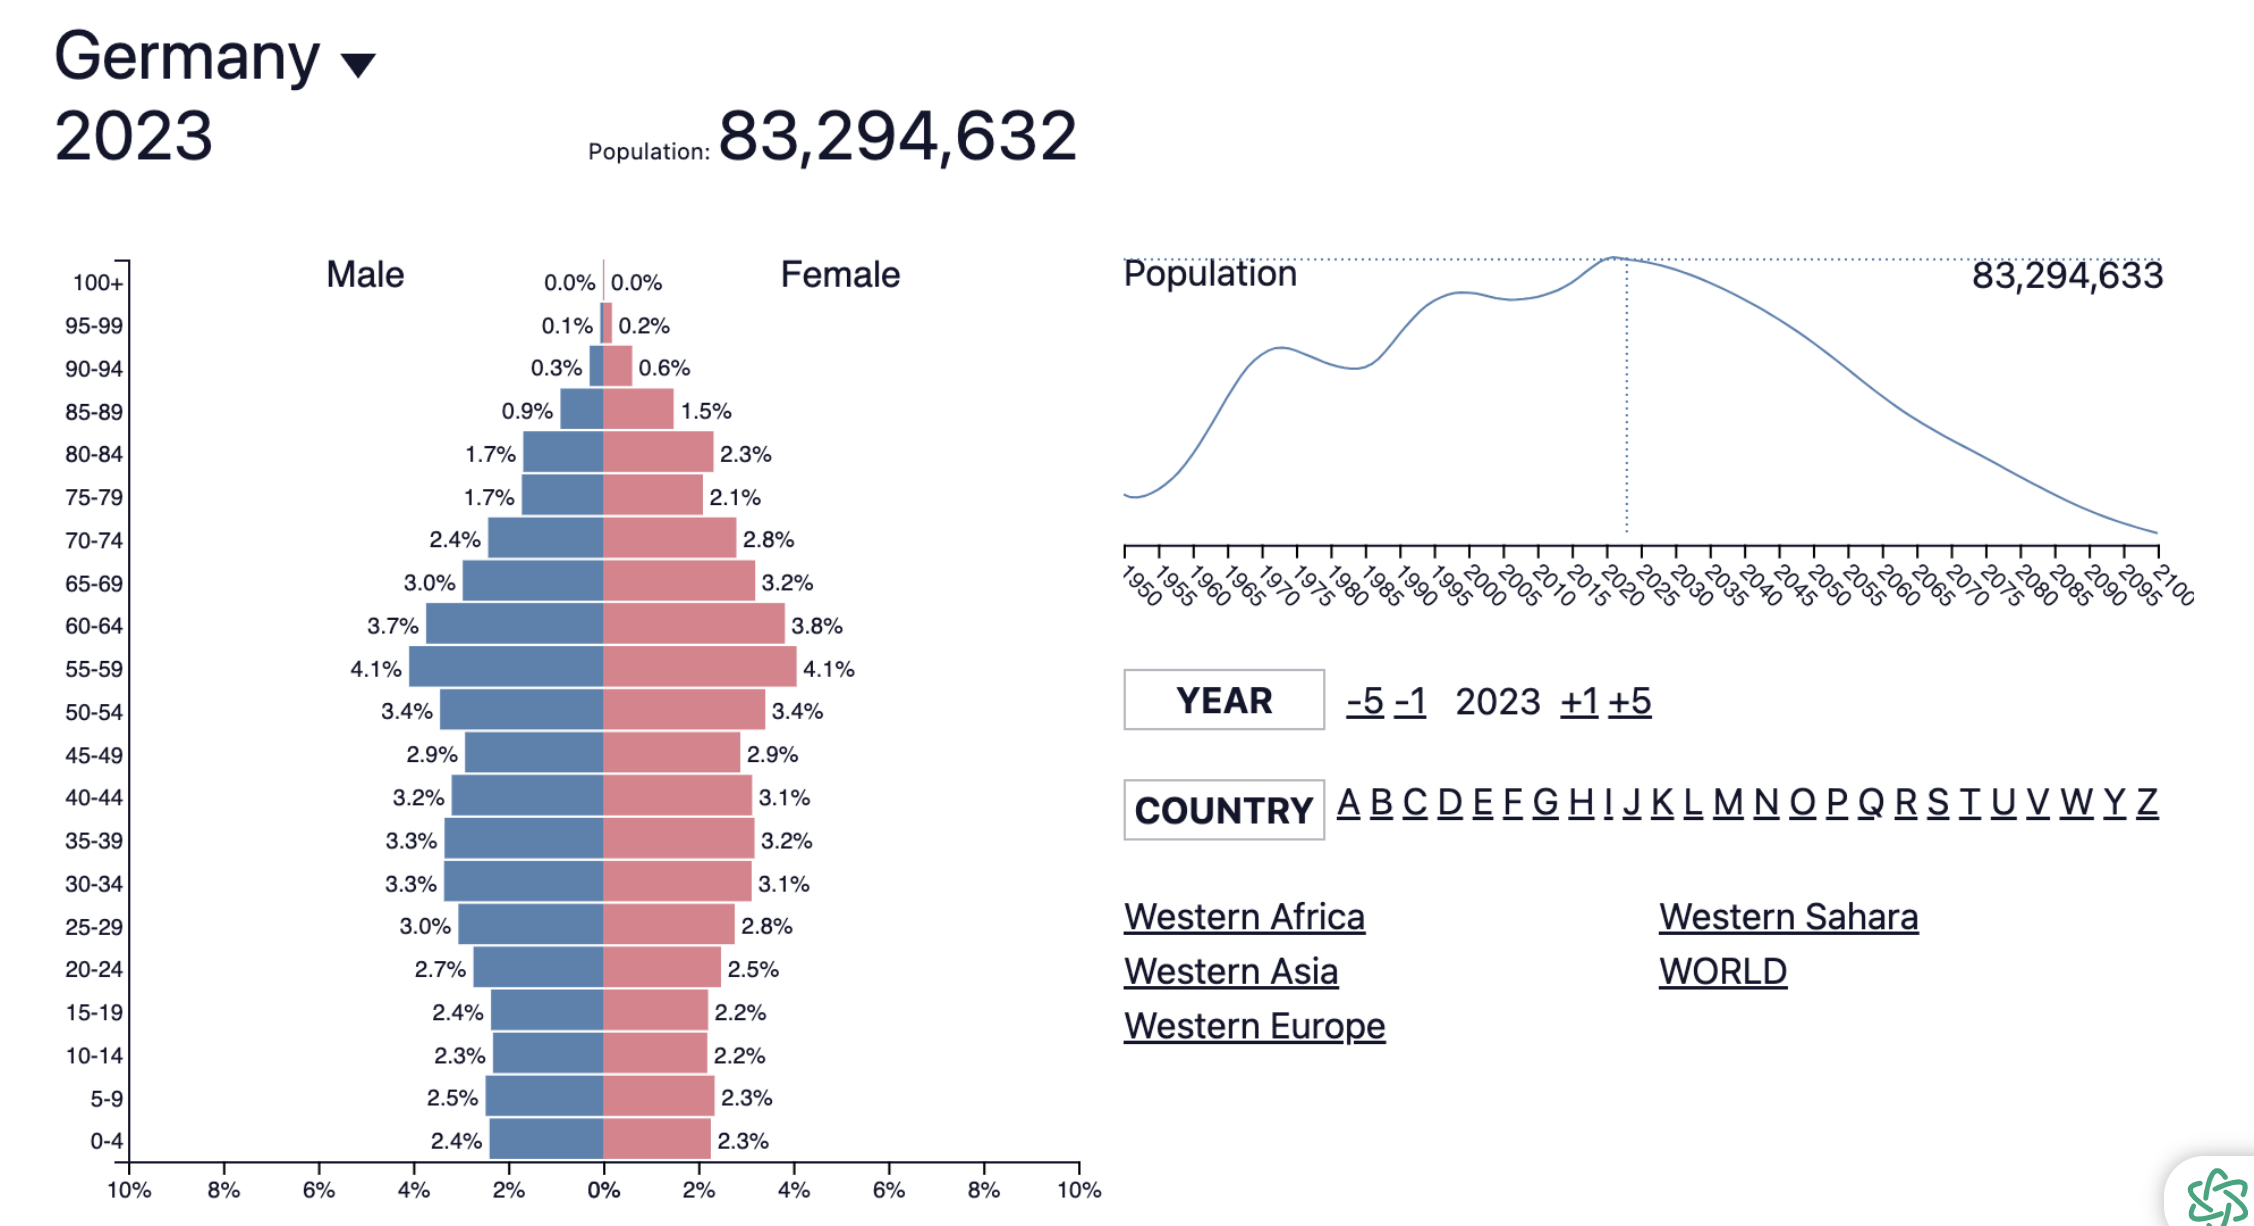 Germany
2023
Population: 83,294,632
Male
Female
100+ 0.0% 0.0%
95-99 0.1% 0.2%
90-94 0.3% 0.6%
85-89 0.9% 1.5%
80-84 1.7% 2.3%
75-79 1.7% 2.1%
70-74 2.4% 2.8%
65-69 3.0% 3.2%
60-64 3.7% 3.8%
55-59 4.1% 4.1%
50-54 3.4% 3.4%
45-49 2.9% 2.9%
40-44 3.2% 3.1%
35-39 3.3% 3.2%
30-34 3.3% 3.1%
25-29 3.0% 2.8%
20-24 2.7% 2.5%
15-19 2.4% 2.2%
10-14 2.3% 2.2%
5-9 2.5% 2.3%
0-4 2.4% 2.3%
10% 8% 6% 4% 2% 0% 2% 4% 6% 8% 10%
Population 83,294,633
1950 1955 1960 1965 1970 1975 1980 1985 1990 1995 2000 2005 2010 2015 2020 2025 2030 2035 2040 2045 2050 2055 2060 2065 2070 2075 2080 2085 2090 2095 2100
YEAR -5 -1 2023 +1 +5
COUNTRY A B C D E F G H I J K L M N O P Q R S T U V W Y Z
Western Africa
Western Asia
Western Europe
Western Sahara
WORLD